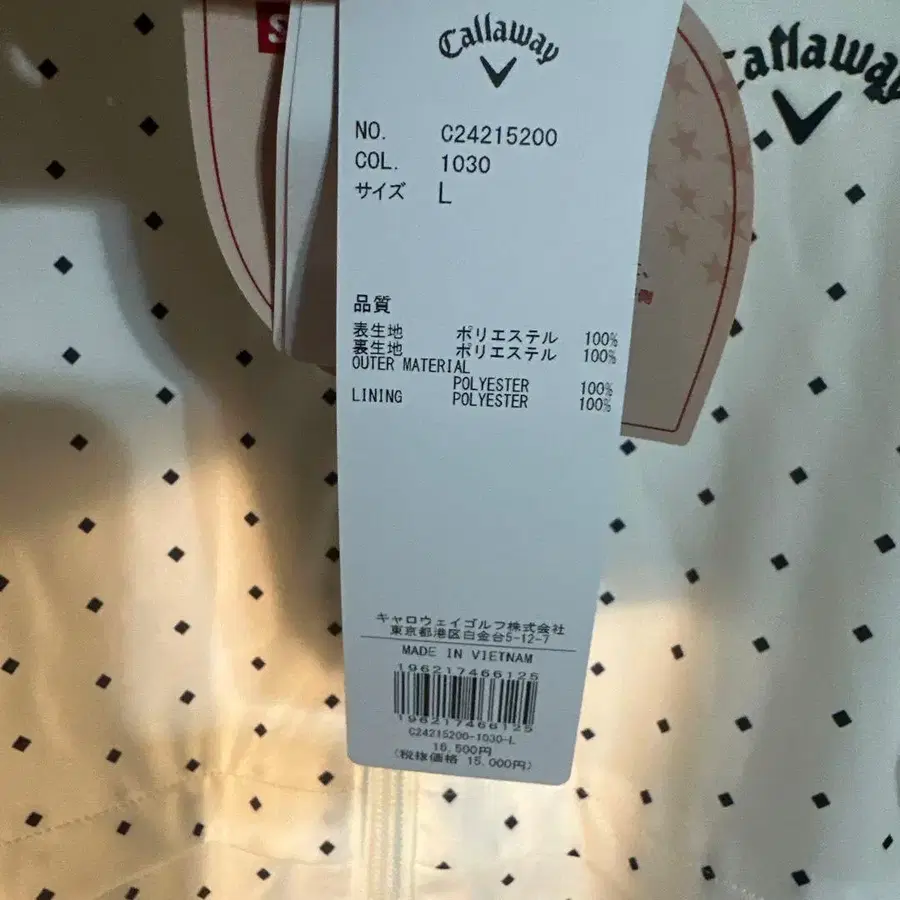 Callaway
Callaway
NO. C24215200
COL. 1030
サイズ L
品質
表生地 ポリエステル 100%
裏生地 ポリエステル 100%
OUTER MATERIAL
POLYESTER 100%
LINING POLYESTER 100%
キャロウェイゴルフ株式会社
東京都港区白金台5-12-7
MADE IN VIETNAM
196217466125
196217466125
C24215200-1030-L
16,500円
(税抜価格 15,000円)